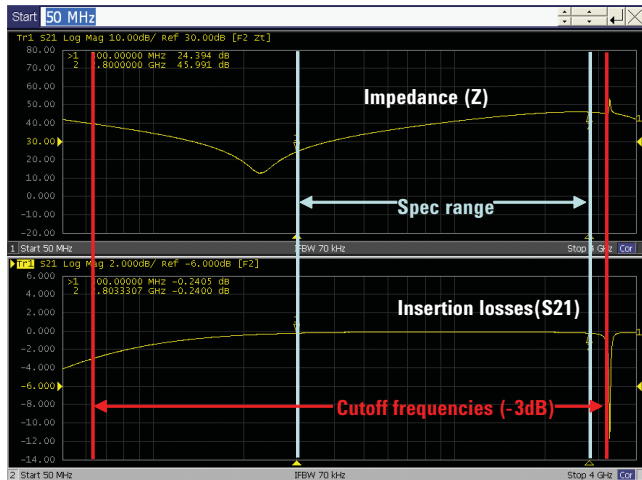 Start 50 MHz
Tr1 S21 Log Mag 10.00dB/ Ref 30.00dB [F2 Zt]
80.00
>1 00.00000 MHz 24.394 dB
2 .8000000 GHz 45.991 dB
70.00
60.00
50.00
40.00
30.00
20.00
10.00
0.000
-10.00
-20.00
Impedance (Z)
Spec range
1
1 Start 50 MHz IFBW 70 kHz Stop 4 GHz Cor
Tr1 S21 Log Mag 2.000dB/ Ref -6.000dB [F2]
6.000
>1 00.00000 MHz -0.2405 dB
2 .8033307 GHz -0.2400 dB
4.000
2.000
0.000
-2.000
-4.000
-6.000
-8.000
-10.00
-12.00
-14.00
Insertion losses(S21)
Cutoff frequencies (-3dB)
1
2 Start 50 MHz IFBW 70 kHz Stop 4 GHz Cor